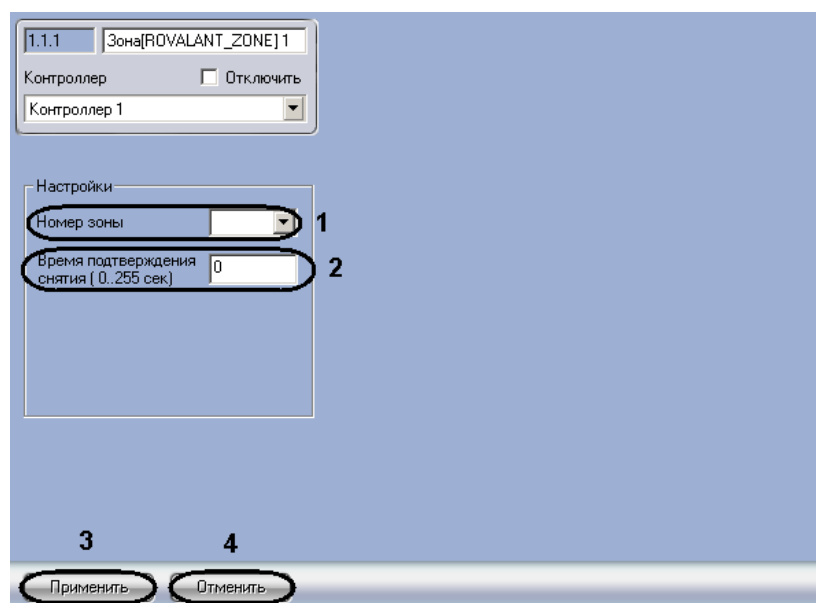 1.1.1 Зона[ROVALANT_ZONE] 1
Контроллер Отключить
Контроллер 1
Настройки
Номер зоны 1
Время подтверждения
снятия ( 0..255 сек) 0 2
3 4
Применить Отменить